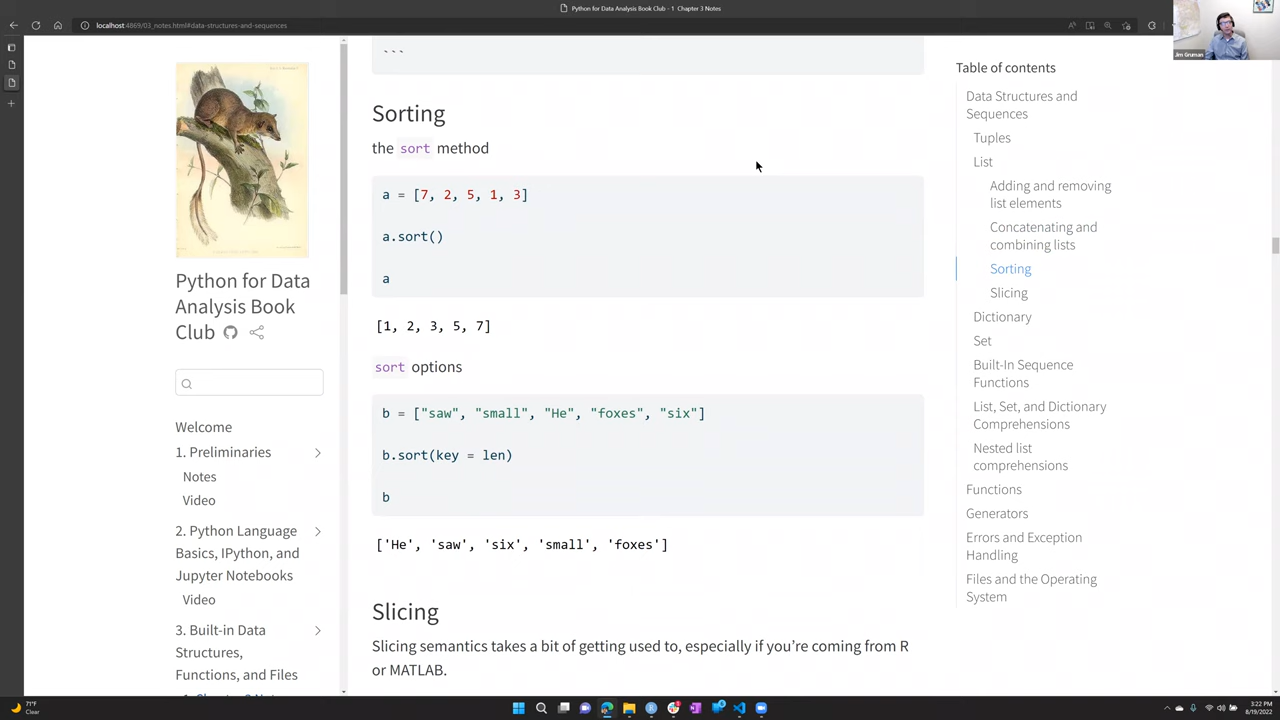 Python for Data Analysis Book Club - 1 Chapter 3 Notes
localhost:4869/03_notes.html#data-structures-and-sequences
Jim Gruman
Python for Data
Analysis Book
Club
Welcome
1. Preliminaries
Notes
Video
2. Python Language
Basics, IPython, and
Jupyter Notebooks
Video
3. Built-in Data
Structures,
Functions, and Files
```
Sorting
the sort method
a = [7, 2, 5, 1, 3]
a.sort()
a
[1, 2, 3, 5, 7]
sort options
b = ["saw", "small", "He", "foxes", "six"]
b.sort(key = len)
b
['He', 'saw', 'six', 'small', 'foxes']
Slicing
Slicing semantics takes a bit of getting used to, especially if you're coming from R
or MATLAB.
Table of contents
Data Structures and
Sequences
Tuples
List
Adding and removing
list elements
Concatenating and
combining lists
Sorting
Slicing
Dictionary
Set
Built-In Sequence
Functions
List, Set, and Dictionary
Comprehensions
Nested list
comprehensions
Functions
Generators
Errors and Exception
Handling
Files and the Operating
System
71°F
Clear
3:22 PM
8/19/2022